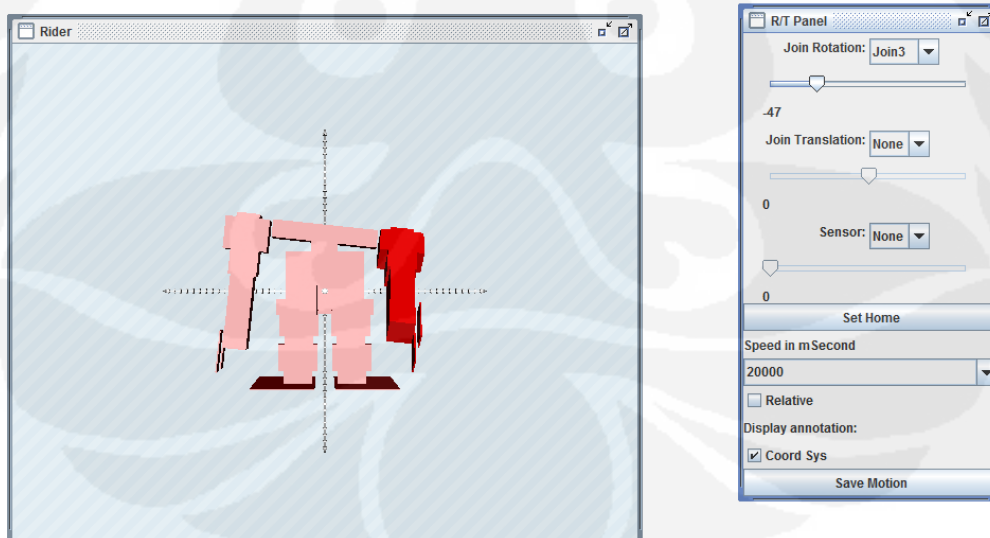 Rider
R/T Panel
Join Rotation: Join3
-47
Join Translation: None
0
Sensor: None
0
Set Home
Speed in mSecond
20000
Relative
Display annotation:
Coord Sys
Save Motion